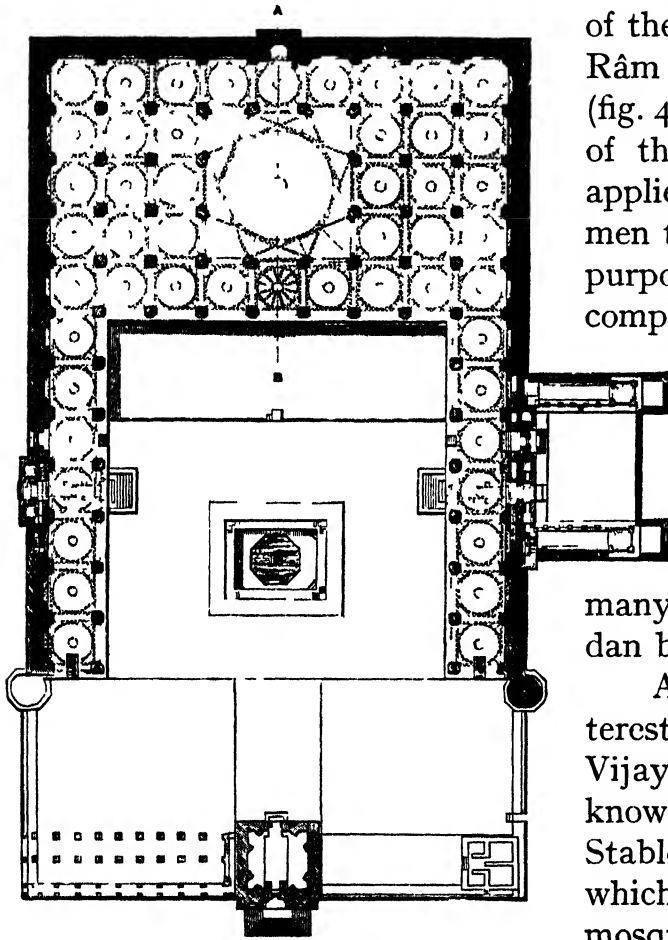 A
of the
Râm
(fig. 4
of th
applie
men t
purpo
comp
many
dan b
A
terest
Vijay
know
Stabl
which
mosq